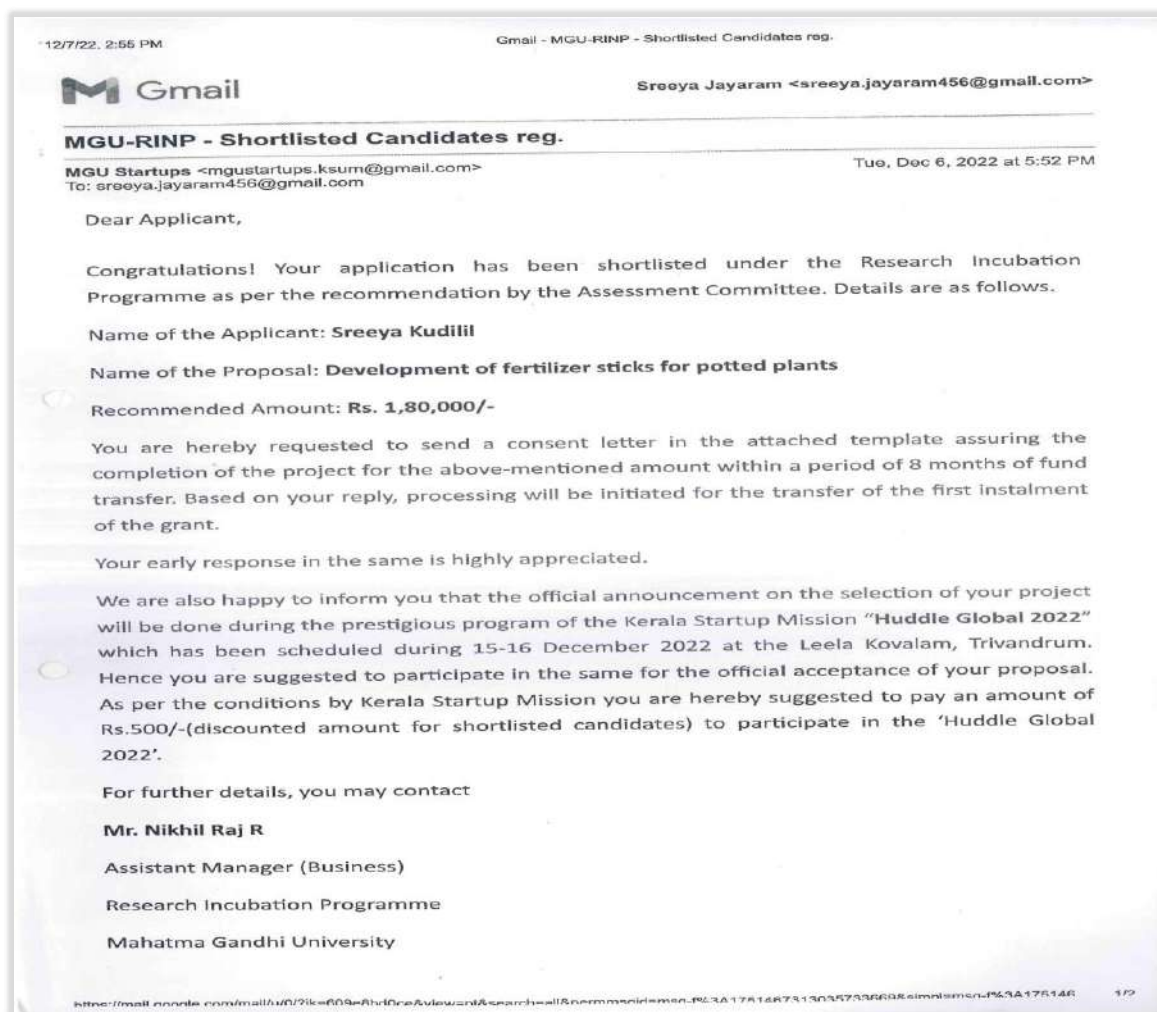 12/7/22, 2:55 PM
Gmail - MGU-RINP - Shortlisted Candidates reg.
Gmail
Sreeya Jayaram <sreeya.jayaram456@gmail.com>
MGU-RINP - Shortlisted Candidates reg.
MGU Startups <mgustartups.ksum@gmail.com>
Tue, Dec 6, 2022 at 5:52 PM
To: sreeya.jayaram456@gmail.com
Dear Applicant,
Congratulations! Your application has been shortlisted under the Research Incubation
Programme as per the recommendation by the Assessment Committee. Details are as follows.
Name of the Applicant: Sreeya Kudilil
Name of the Proposal: Development of fertilizer sticks for potted plants
Recommended Amount: Rs. 1,80,000/-
You are hereby requested to send a consent letter in the attached template assuring the
completion of the project for the above-mentioned amount within a period of 8 months of fund
transfer. Based on your reply, processing will be initiated for the transfer of the first instalment
of the grant.
Your early response in the same is highly appreciated.
We are also happy to inform you that the official announcement on the selection of your project
will be done during the prestigious program of the Kerala Startup Mission "Huddle Global 2022"
which has been scheduled during 15-16 December 2022 at the Leela Kovalam, Trivandrum.
Hence you are suggested to participate in the same for the official acceptance of your proposal.
As per the conditions by Kerala Startup Mission you are hereby suggested to pay an amount of
Rs.500/-(discounted amount for shortlisted candidates) to participate in the 'Huddle Global
2022'.
For further details, you may contact
Mr. Nikhil Raj R
Assistant Manager (Business)
Research Incubation Programme
Mahatma Gandhi University
1/2